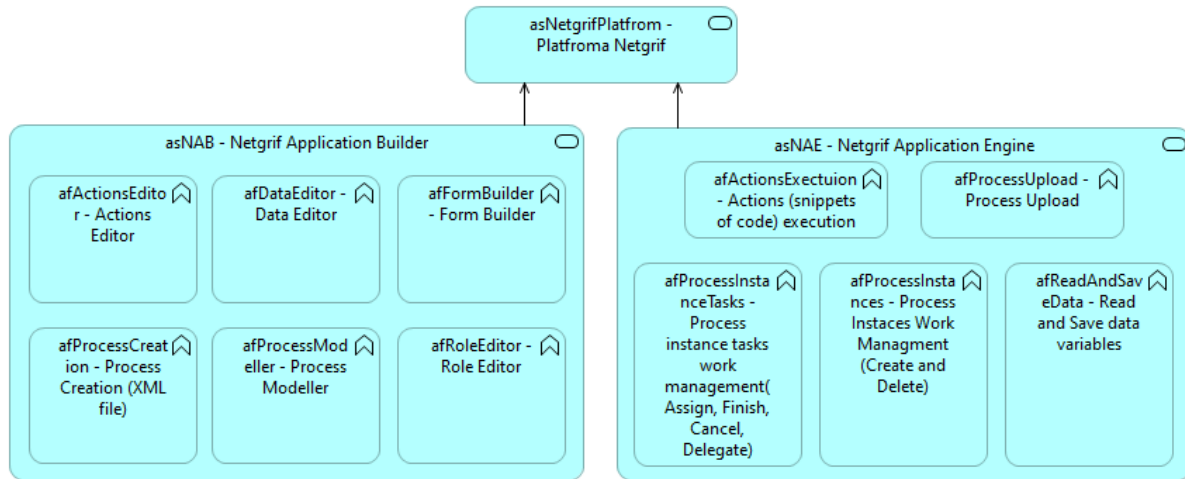 asNetgrifPlatfrom -
Platfroma Netgrif
asNAB - Netgrif Application Builder
afActionsEdito
r - Actions
Editor
afDataEditor -
Data Editor
afFormBuilder
- Form Builder
afProcessCreat
ion - Process
Creation (XML
file)
afProcessMod
eller - Process
Modeller
afRoleEditor -
Role Editor
asNAE - Netgrif Application Engine
afActionsExectuion
- Actions (snippets
of code) execution
afProcessUpload -
Process Upload
afProcessInsta
nceTasks -
Process
instance tasks
work
management(
Assign, Finish,
Cancel,
Delegate)
afProcessInsta
nces - Process
Instaces Work
Managment
(Create and
Delete)
afReadAndSav
eData - Read
and Save data
variables